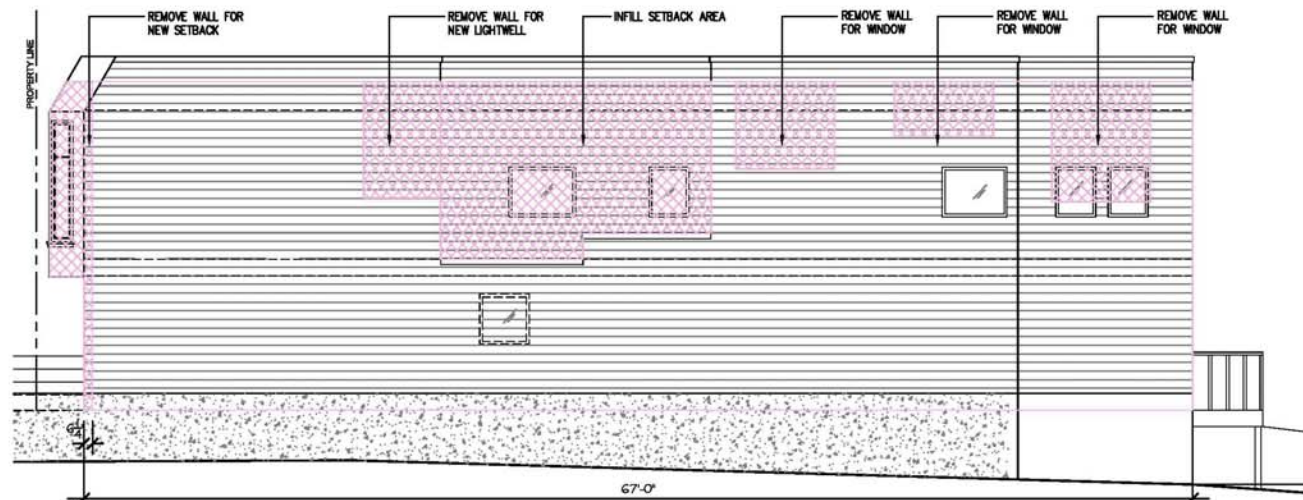 REMOVE WALL FOR
NEW SETBACK
REMOVE WALL FOR
NEW LIGHTWELL
INFILL SETBACK AREA
REMOVE WALL
FOR WINDOW
REMOVE WALL
FOR WINDOW
REMOVE WALL
FOR WINDOW
PROPERTY LINE
67'-0"